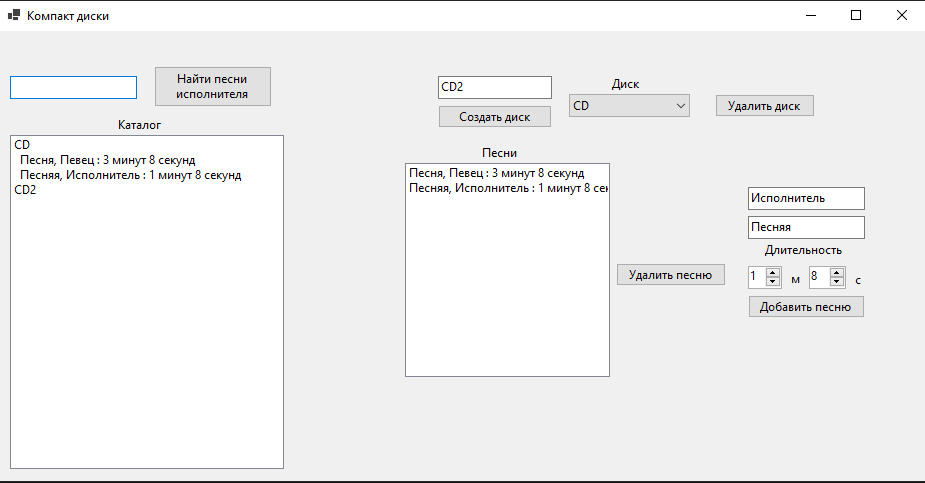 Компакт диски
Найти песни
исполнителя
Каталог
CD
Песня, Певец : 3 минут 8 секунд
Песняя, Исполнитель : 1 минут 8 секунд
CD2
CD2
Создать диск
Диск
CD
Удалить диск
Песни
Песня, Певец : 3 минут 8 секунд
Песняя, Исполнитель : 1 минут 8 сек
Удалить песню
Исполнитель
Песняя
Длительность
1 м 8 с
Добавить песню